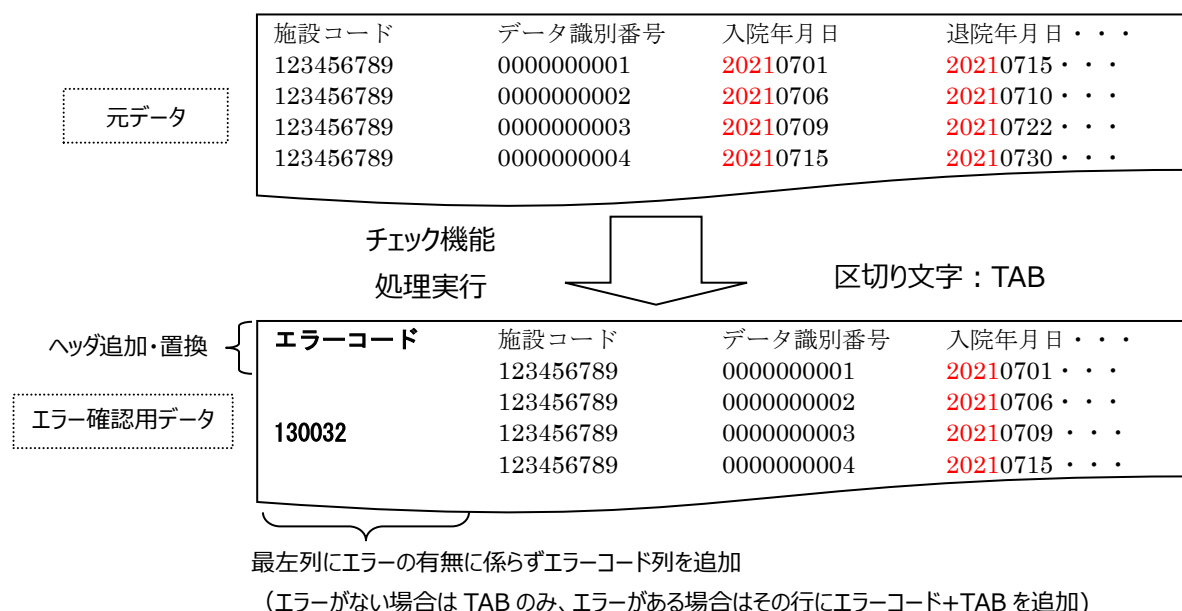 施設コード データ識別番号 入院年月日 退院年月日・・・
123456789 0000000001 20210701 20210715・・・
123456789 0000000002 20210706 20210710・・・
元データ
123456789 0000000003 20210709 20210722・・・
123456789 0000000004 20210715 20210730・・・
チェック機能
処理実行
区切り文字：TAB
ヘッダ追加・置換
エラーコード 施設コード データ識別番号 入院年月日・・・
123456789 0000000001 20210701・・・
123456789 0000000002 20210706・・・
エラー確認用データ
130032 123456789 0000000003 20210709・・・
123456789 0000000004 20210715・・・
最左列にエラーの有無に係らずエラーコード列を追加
（エラーがない場合は TAB のみ、エラーがある場合はその行にエラーコード+TAB を追加）